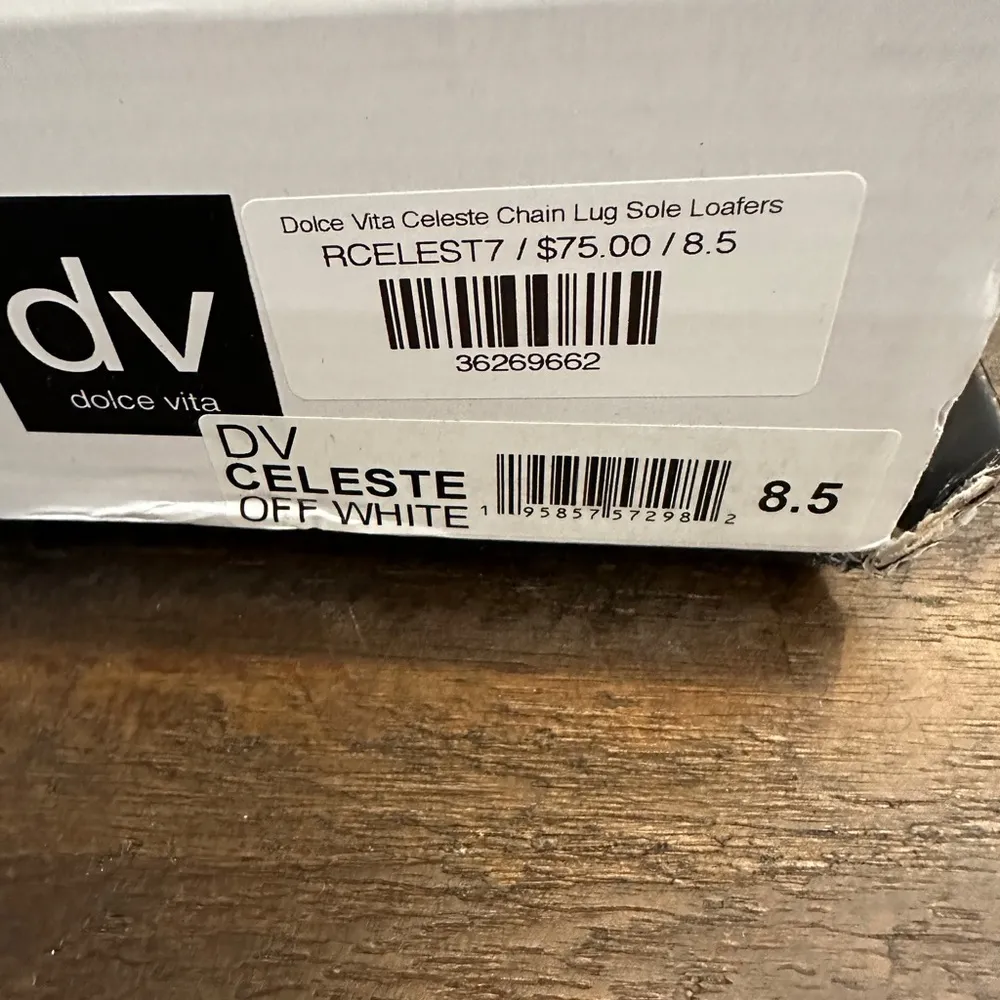 dv
dolce vita
Dolce Vita Celeste Chain Lug Sole Loafers
RCELEST7 / $75.00 / 8.5
36269662
DV
CELESTE
OFF WHITE
1 95857 57298 2
8.5